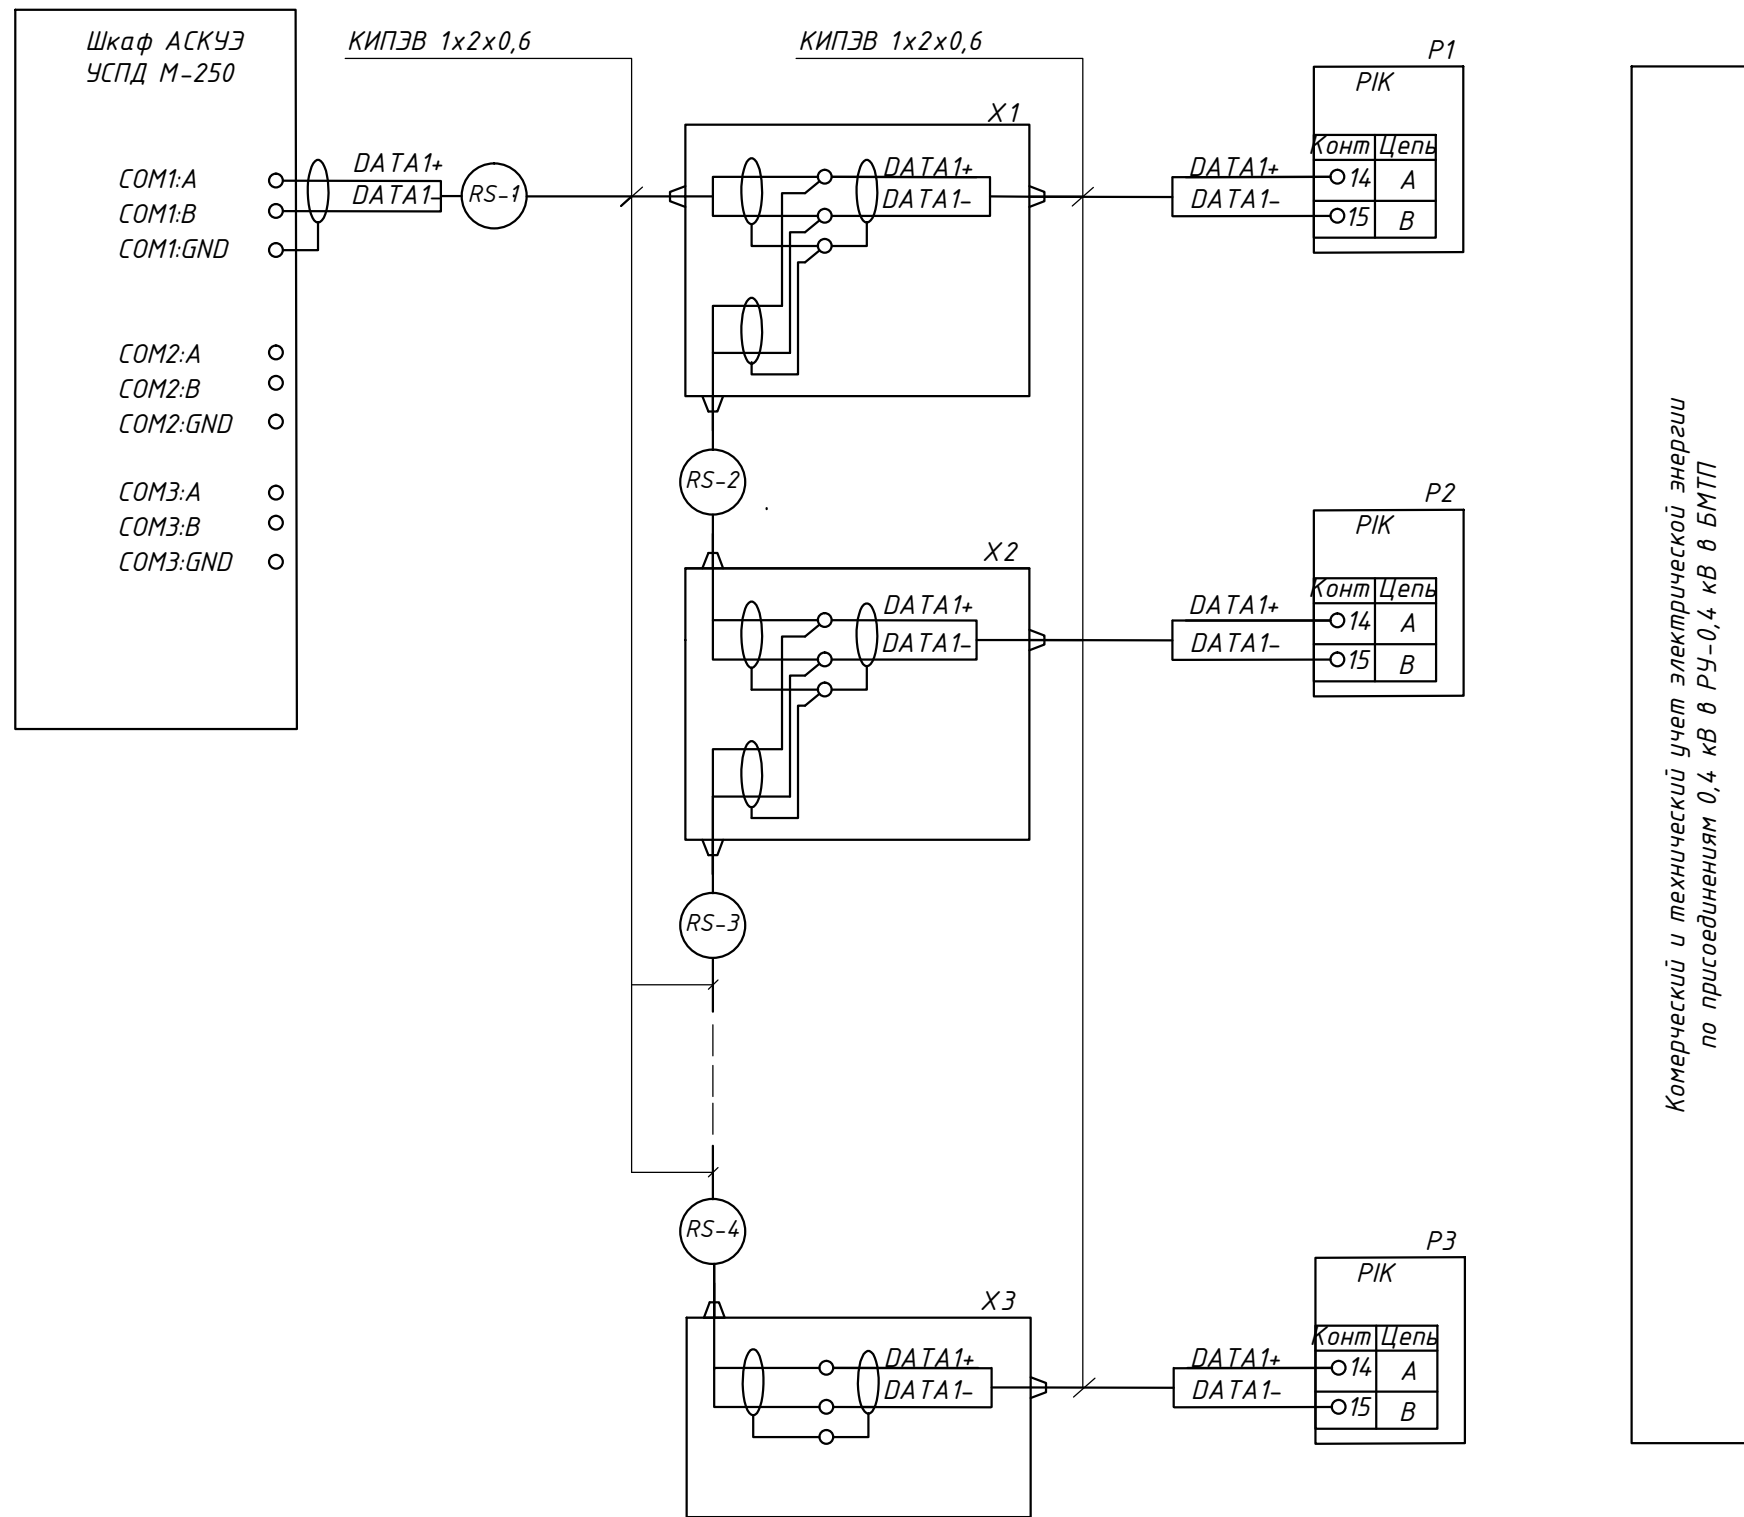 Шкаф АСКУЭ
УСПД М-250
COM1:A
COM1:B
COM1:GND
COM2:A
COM2:B
COM2:GND
COM3:A
COM3:B
COM3:GND
КИПЭВ 1x2x0,6
КИПЭВ 1x2x0,6
DATA1+
DATA1-
RS-1
X1
DATA1+
DATA1-
DATA1+
DATA1-
P1
PIK
Конт Цепь
14 A
15 B
RS-2
X2
DATA1+
DATA1-
DATA1+
DATA1-
P2
PIK
Конт Цепь
14 A
15 B
RS-3
RS-4
X3
DATA1+
DATA1-
DATA1+
DATA1-
P3
PIK
Конт Цепь
14 A
15 B
Комерческий и технический учет электрической энергии
по присоединениям 0,4 кВ в РУ-0,4 кВ в БМТП